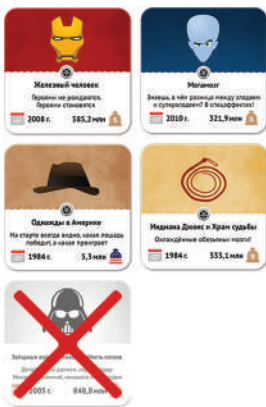 Железный человек
Героями не рождаются.
Героями становятся
2008 г. 585,2 млн
Мегамозг
Знаешь, в чём разница между злодеем
и суперзлодеем? В спецэффектах!
2010 г. 321,9 млн
Однажды в Америке
На старте всегда видно, какая лошадь
победит, а какая проиграет
1984 г. 5,3 млн
Индиана Джонс и Храм судьбы
Охлаждённые обезьяньи мозги!
1984 г. 333,1 млн
2005 г. 848,8 млн